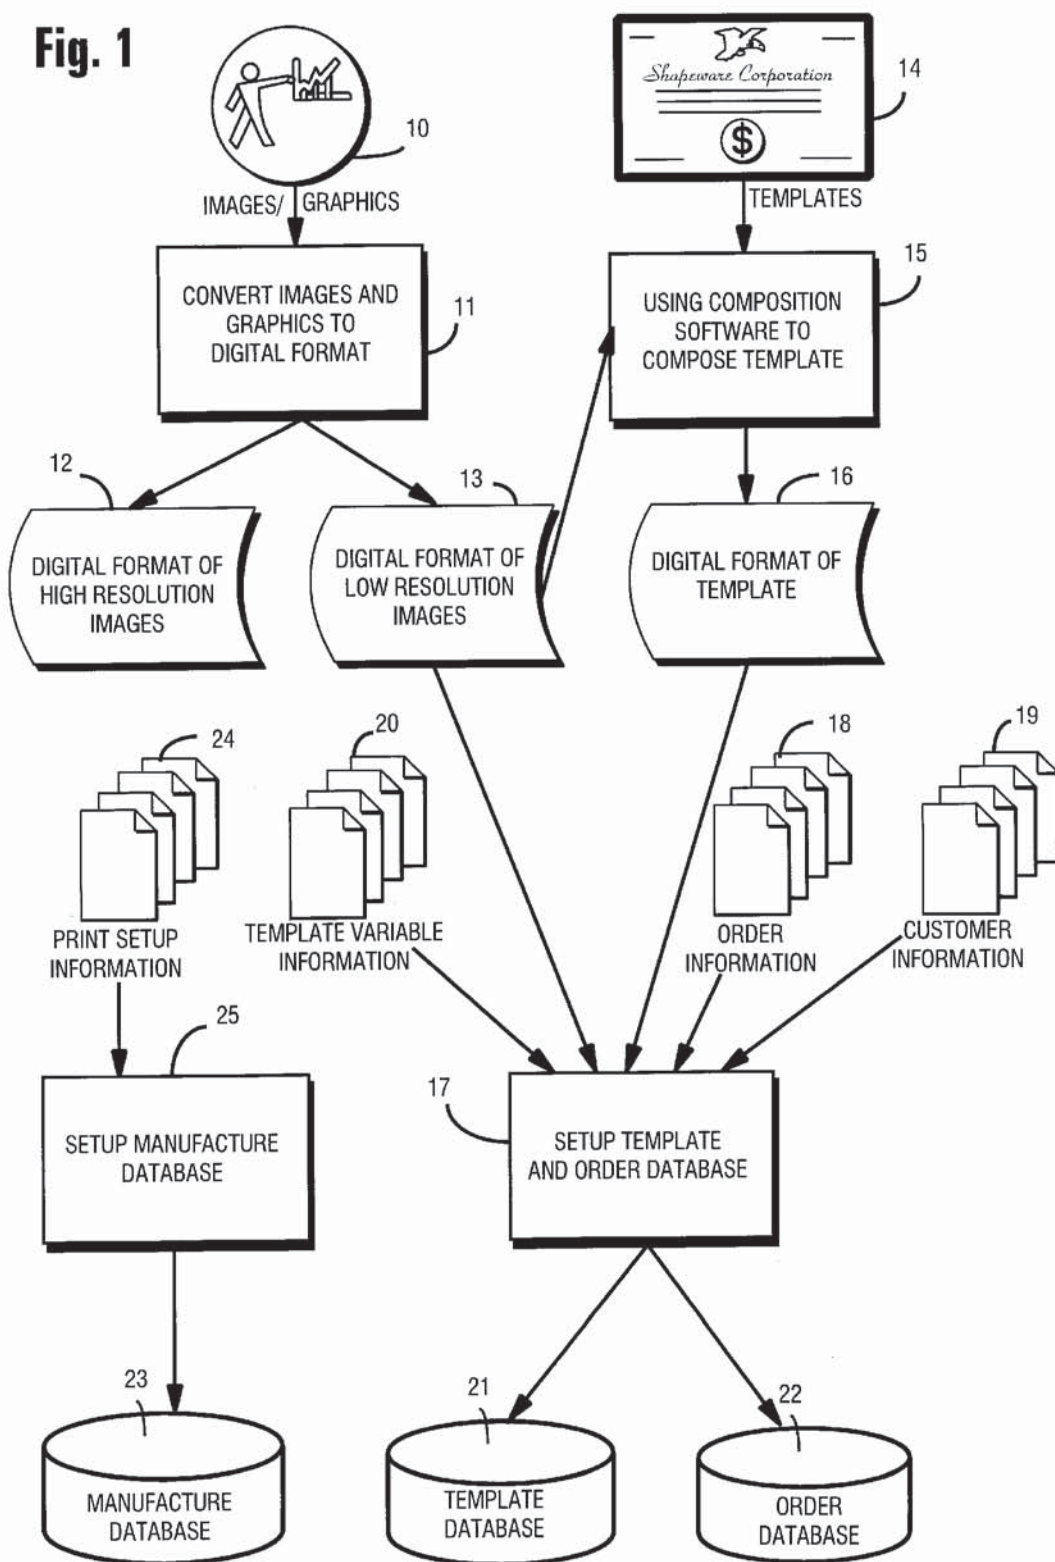 Fig. 1
10
Shapeware Corporation
$
14
IMAGES/ GRAPHICS
TEMPLATES
CONVERT IMAGES AND
GRAPHICS TO
DIGITAL FORMAT
11
USING COMPOSITION
SOFTWARE TO
COMPOSE TEMPLATE
15
12
DIGITAL FORMAT OF
HIGH RESOLUTION
IMAGES
13
DIGITAL FORMAT OF
LOW RESOLUTION
IMAGES
16
DIGITAL FORMAT OF
TEMPLATE
24
PRINT SETUP
INFORMATION
20
TEMPLATE VARIABLE
INFORMATION
18
ORDER
INFORMATION
19
CUSTOMER
INFORMATION
25
SETUP MANUFACTURE
DATABASE
17
SETUP TEMPLATE
AND ORDER DATABASE
23
MANUFACTURE
DATABASE
21
TEMPLATE
DATABASE
22
ORDER
DATABASE